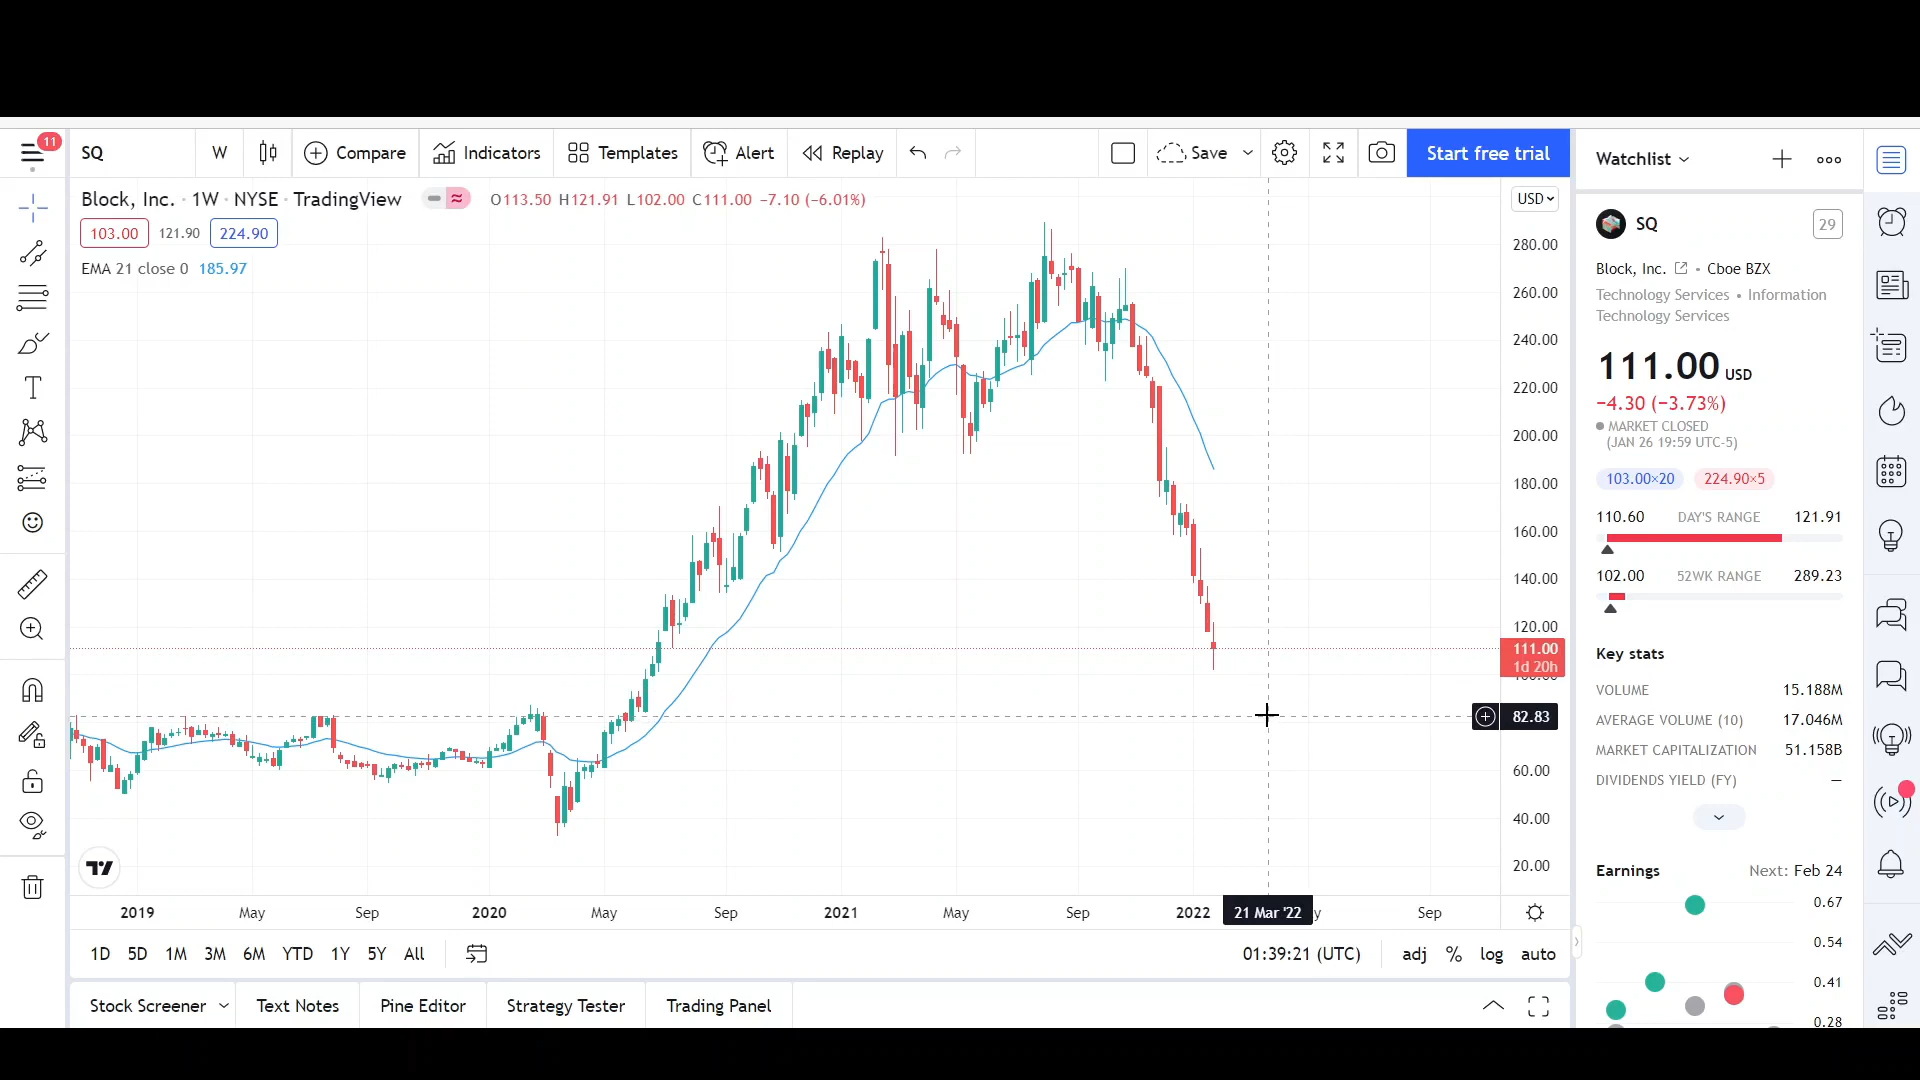 11
SQ
W
Compare
Indicators
Templates
Alert
Replay
Save
Start free trial
Block, Inc. · 1W · NYSE · TradingView
O113.50 H121.91 L102.00 C111.00 −7.10 (−6.01%)
103.00 121.90 224.90
EMA 21 close 0 185.97
USD
280.00
260.00
240.00
220.00
200.00
180.00
160.00
140.00
120.00
111.00
1d 20h
82.83
60.00
40.00
20.00
2019 May Sep 2020 May Sep 2021 May Sep 2022 21 Mar '22 Sep
1D 5D 1M 3M 6M YTD 1Y 5Y All
01:39:21 (UTC) adj % log auto
Stock Screener Text Notes Pine Editor Strategy Tester Trading Panel
Watchlist
SQ
29
Block, Inc. • Cboe BZX
Technology Services • Information
Technology Services
111.00 USD
−4.30 (−3.73%)
MARKET CLOSED
(JAN 26 19:59 UTC-5)
103.00×20 224.90×5
110.60 DAY'S RANGE 121.91
102.00 52WK RANGE 289.23
Key stats
VOLUME 15.188M
AVERAGE VOLUME (10) 17.046M
MARKET CAPITALIZATION 51.158B
DIVIDENDS YIELD (FY) —
Earnings Next: Feb 24
0.67
0.54
0.41
0.28